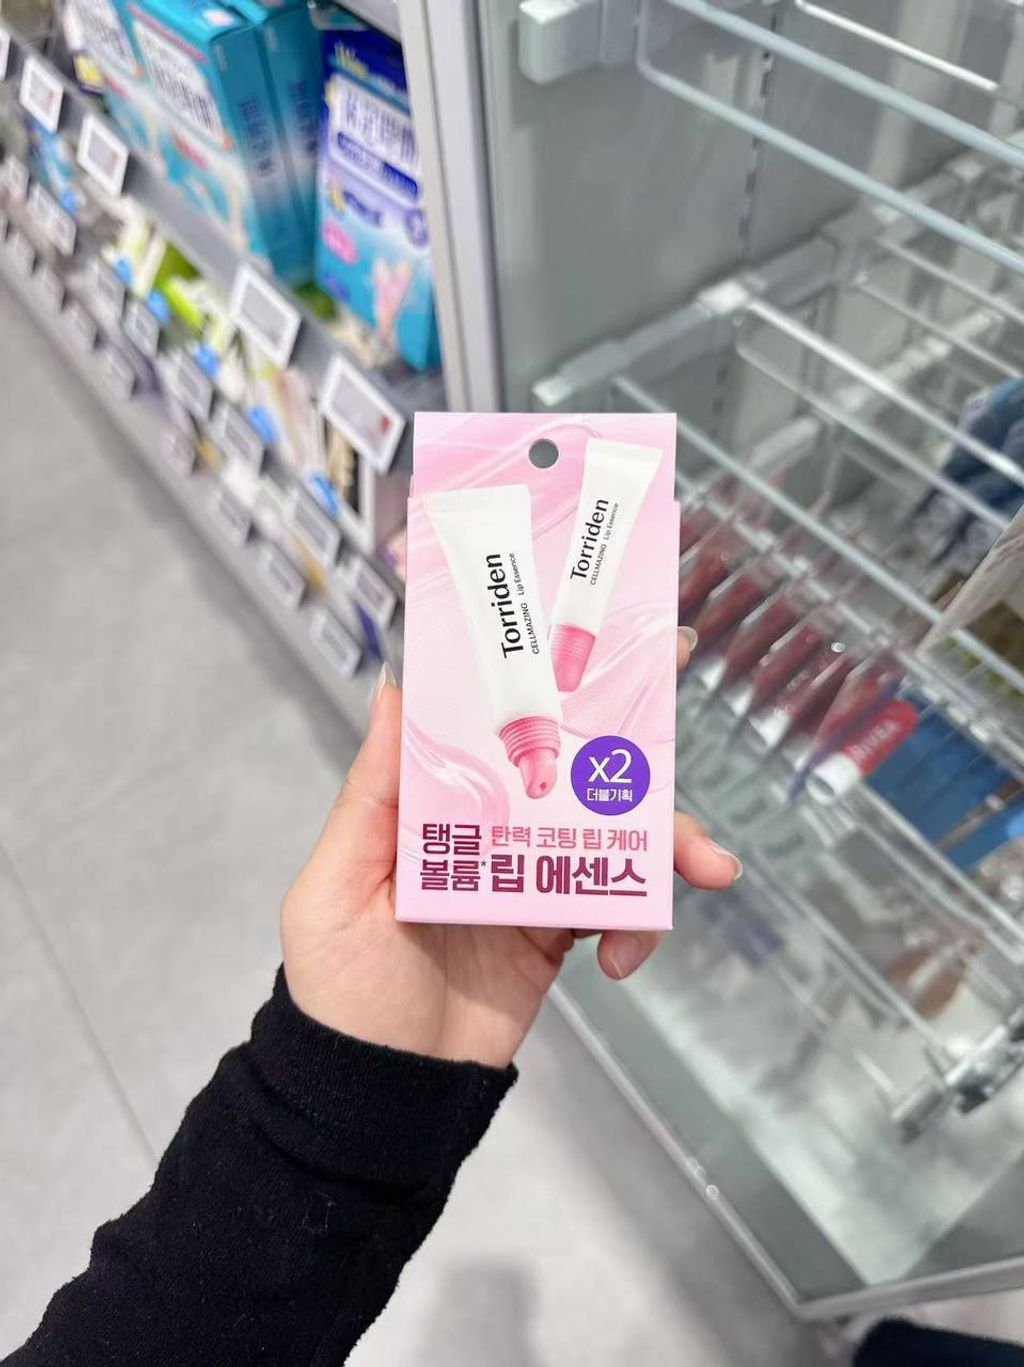 Torriden
CELLMAZING Lip Essence
Torriden
CELLMAZING Lip Essence
x2
더블기획
탱글 탄력 코팅 립 케어
볼륨* 립 에센스
NIVEA